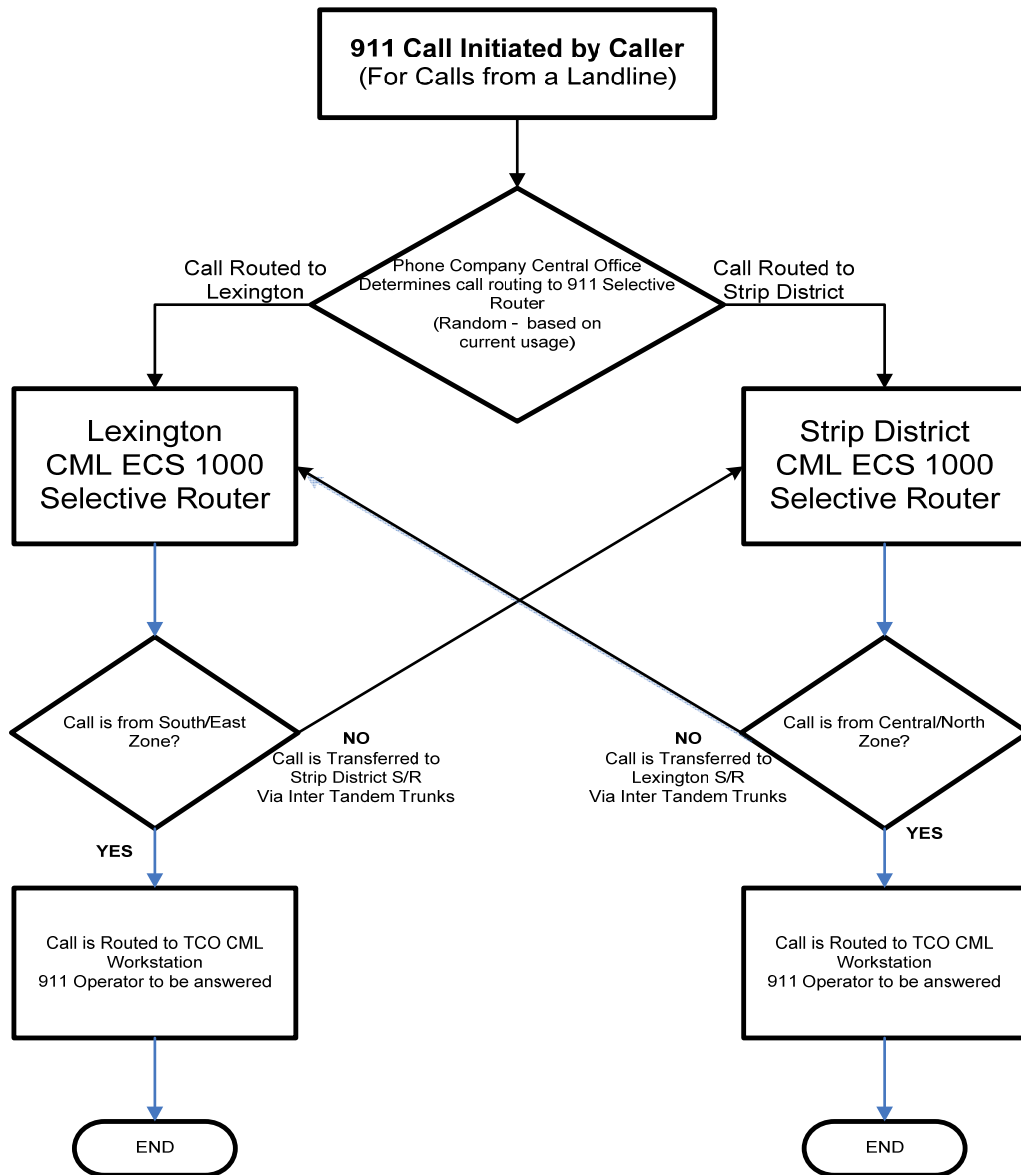 911 Call Initiated by Caller
(For Calls from a Landline)
Phone Company Central Office
Determines call routing to 911 Selective
Router
(Random - based on
current usage)
Call Routed to
Lexington
Call Routed to
Strip District
Lexington
CML ECS 1000
Selective Router
Strip District
CML ECS 1000
Selective Router
Call is from South/East
Zone?
NO
Call is Transferred to
Strip District S/R
Via Inter Tandem Trunks
NO
Call is Transferred to
Lexington S/R
Via Inter Tandem Trunks
Call is from Central/North
Zone?
YES
YES
Call is Routed to TCO CML
Workstation
911 Operator to be answered
Call is Routed to TCO CML
Workstation
911 Operator to be answered
END
END